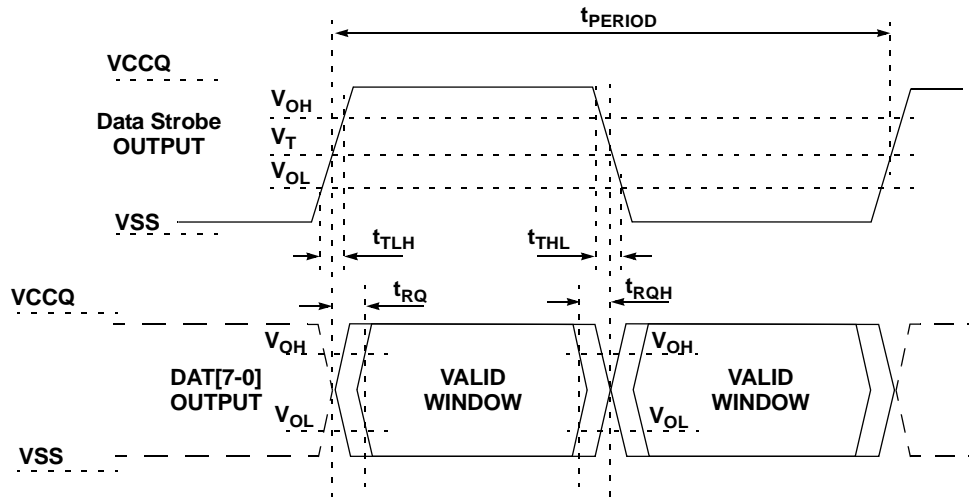 tPERIOD
VCCQ
Data Strobe
OUTPUT
VOH
VT
VOL
VSS
tTLH
tTHL
VCCQ
tRQ
tRQH
VOH
VOH
DAT[7-0]
OUTPUT
VALID
WINDOW
VALID
WINDOW
VOL
VOL
VSS